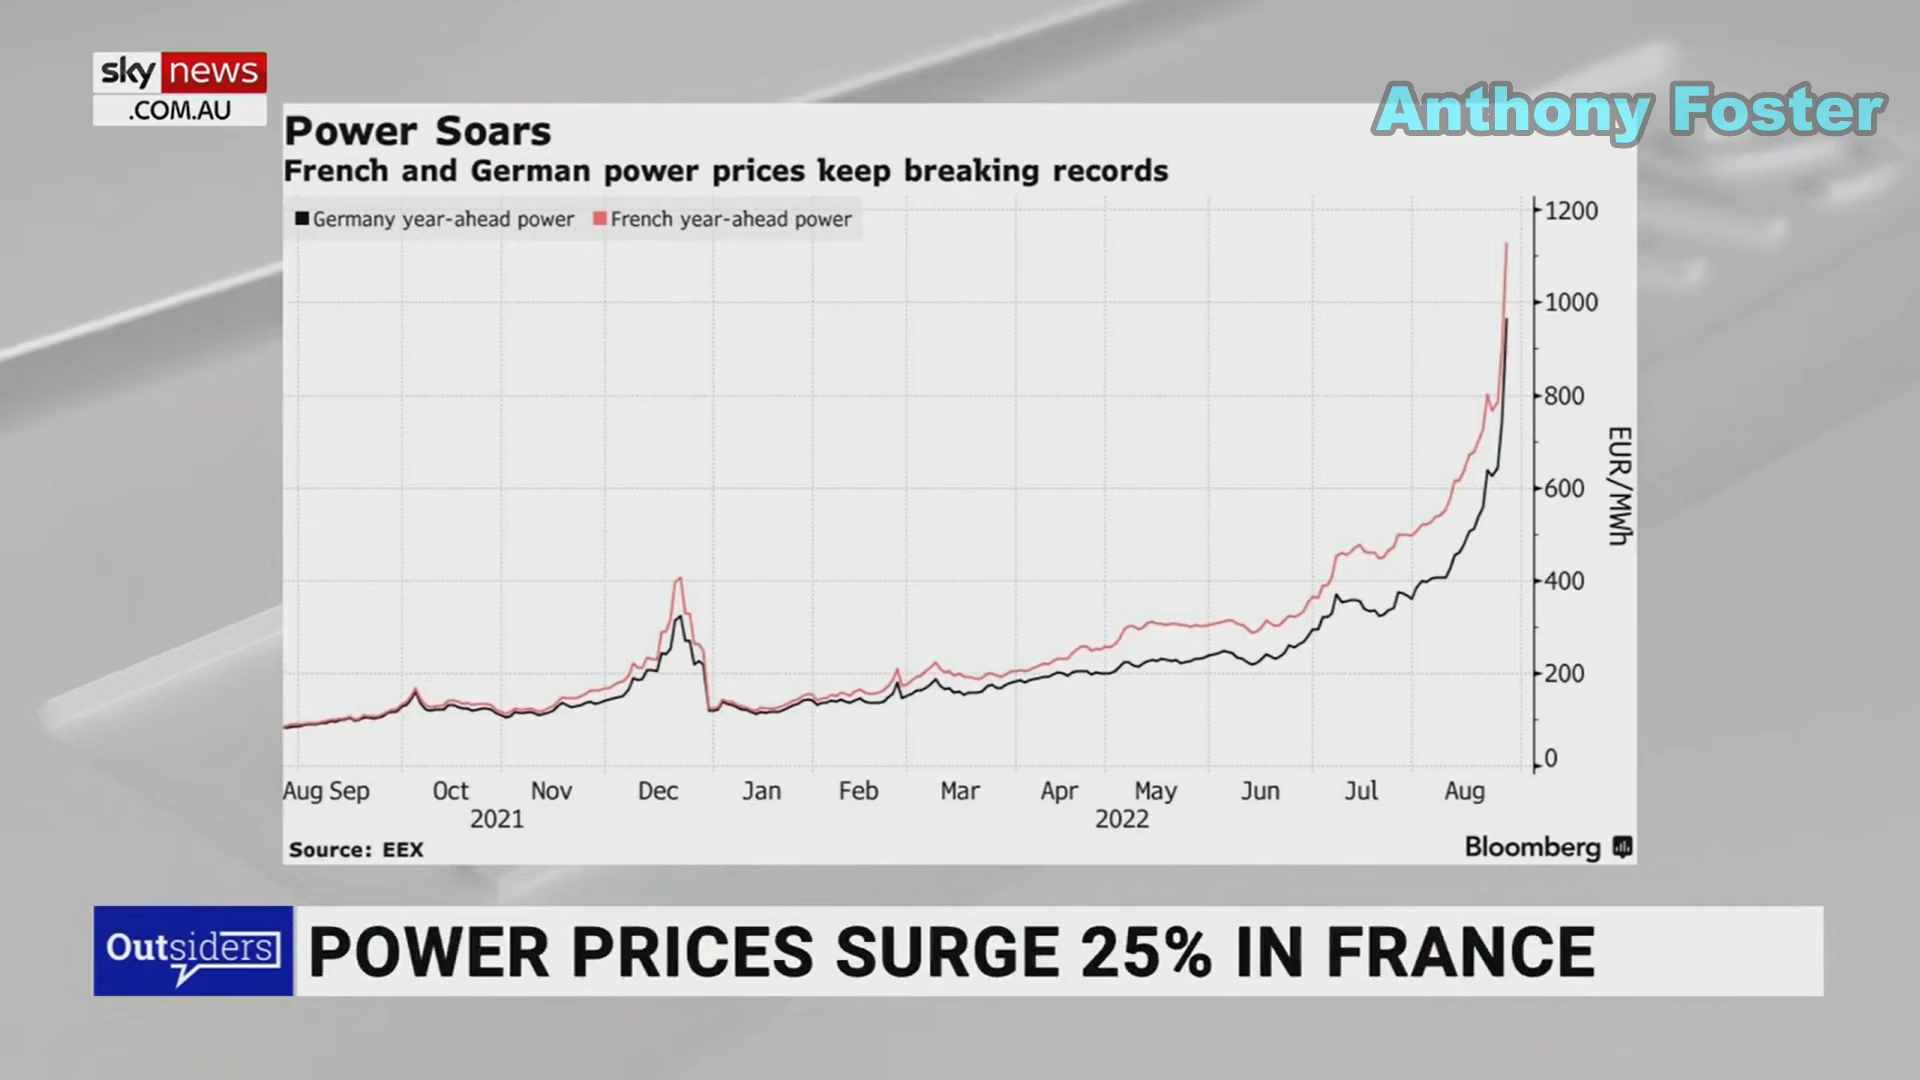 sky news
.COM.AU
Anthony Foster
Power Soars
French and German power prices keep breaking records
Germany year-ahead power French year-ahead power
1200
1000
800
600
400
200
0
EUR/MWh
Aug Sep Oct Nov Dec Jan Feb Mar Apr May Jun Jul Aug
2021 2022
Source: EEX Bloomberg
Outsiders POWER PRICES SURGE 25% IN FRANCE